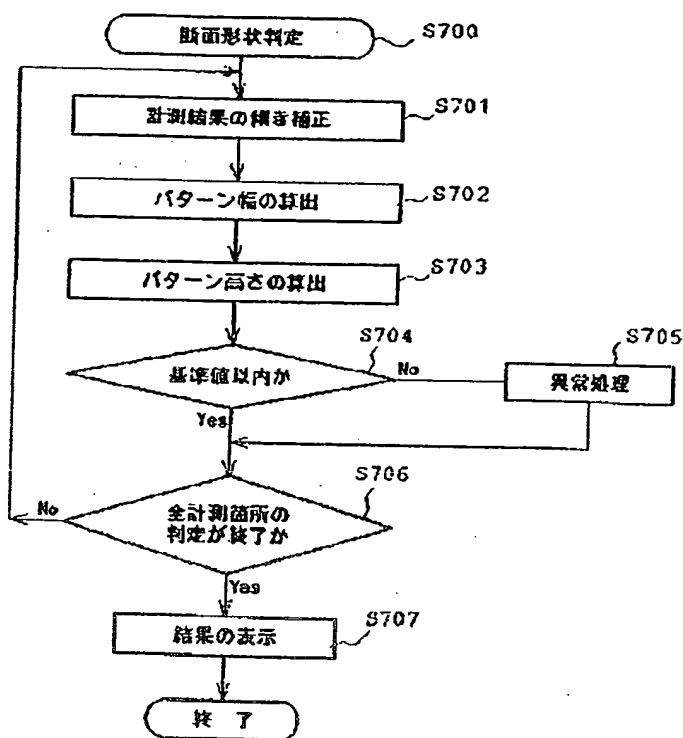 断面形状判定
S700
計測結果の傾き補正
S701
パターン幅の算出
S702
パターン高さの算出
S703
S704
基準値以内か
No
S705
異常処理
Yes
S706
No
全計測箇所の
判定が終了か
Yes
結果の表示
S707
終 了